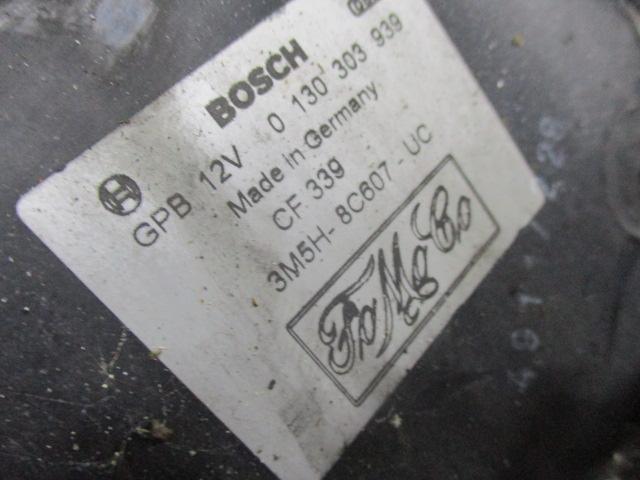 BOSCH
GPB 12V 0 130 303 939
Made in Germany
CF 339
3M5H-8C607-UC
FoMoCo